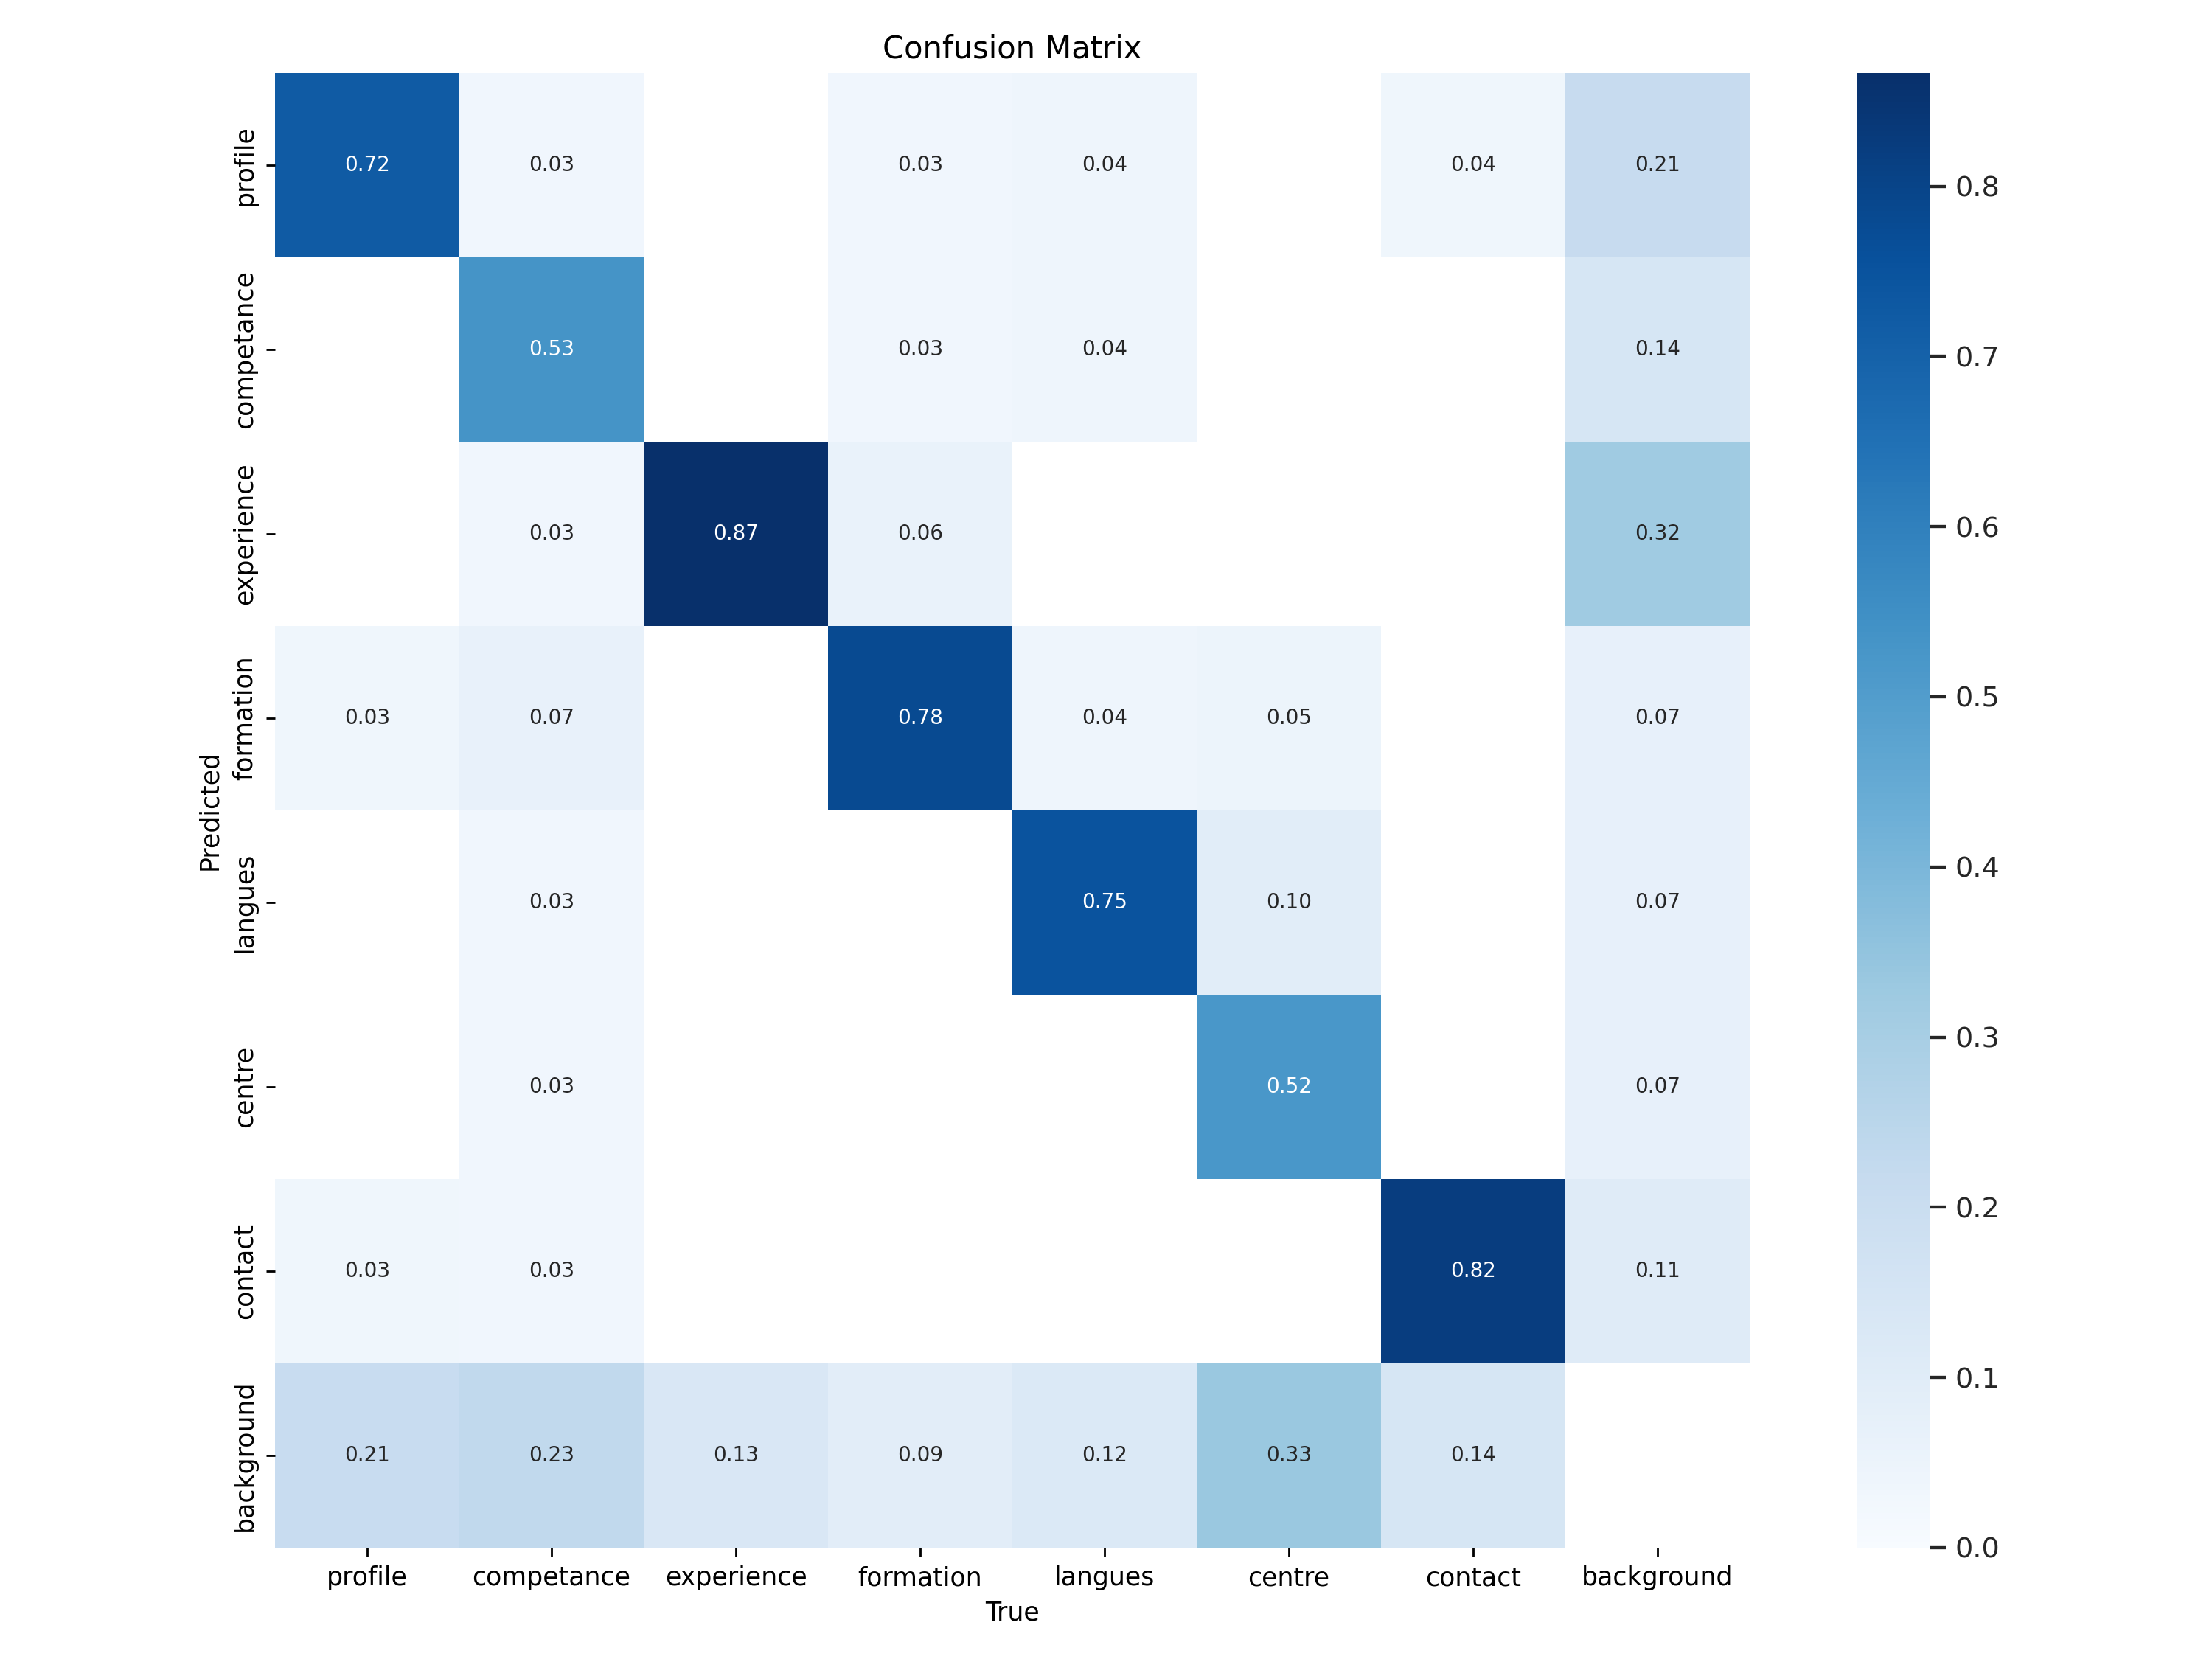 Confusion Matrix
profile 0.72 0.03 0.03 0.04 0.04 0.21
competance 0.53 0.03 0.04 0.14
experience 0.03 0.87 0.06 0.32
formation 0.03 0.07 0.78 0.04 0.05 0.07
langues 0.03 0.75 0.10 0.07
centre 0.03 0.52 0.07
contact 0.03 0.03 0.82 0.11
background 0.21 0.23 0.13 0.09 0.12 0.33 0.14
Predicted
profile competance experience formation langues centre contact background
True
0.8
0.7
0.6
0.5
0.4
0.3
0.2
0.1
0.0